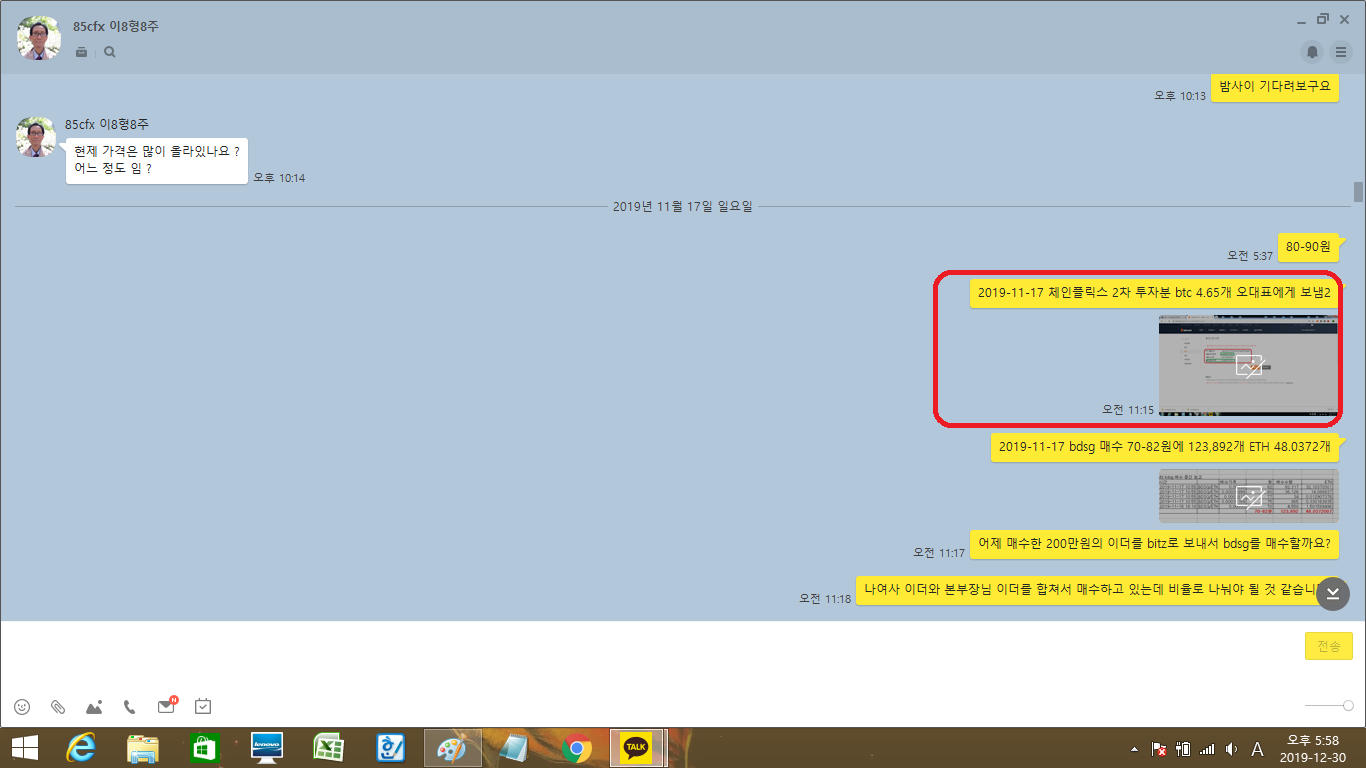 85cfx 이8형8주
밤사이 기다려보구요
오후 10:13
85cfx 이8형8주
현제 가격은 많이 올라있나요 ?
어느 정도 임 ?
오후 10:14
2019년 11월 17일 일요일
80-90원
오전 5:37
2019-11-17 체인플릭스 2차 투자분 btc 4.65개 오대표에게 보냄2
오전 11:15
2019-11-17 bdsg 매수 70-82원에 123,892개 ETH 48.0372개
어제 매수한 200만원의 이더를 bitz로 보내서 bdsg를 매수할까요?
오전 11:17
나여사 이더와 본부장님 이더를 합쳐서 매수하고 있는데 비율로 나눠야 될 것 같습니
오전 11:18
전송
N
lenovo
TALK
A
오후 5:58
2019-12-30